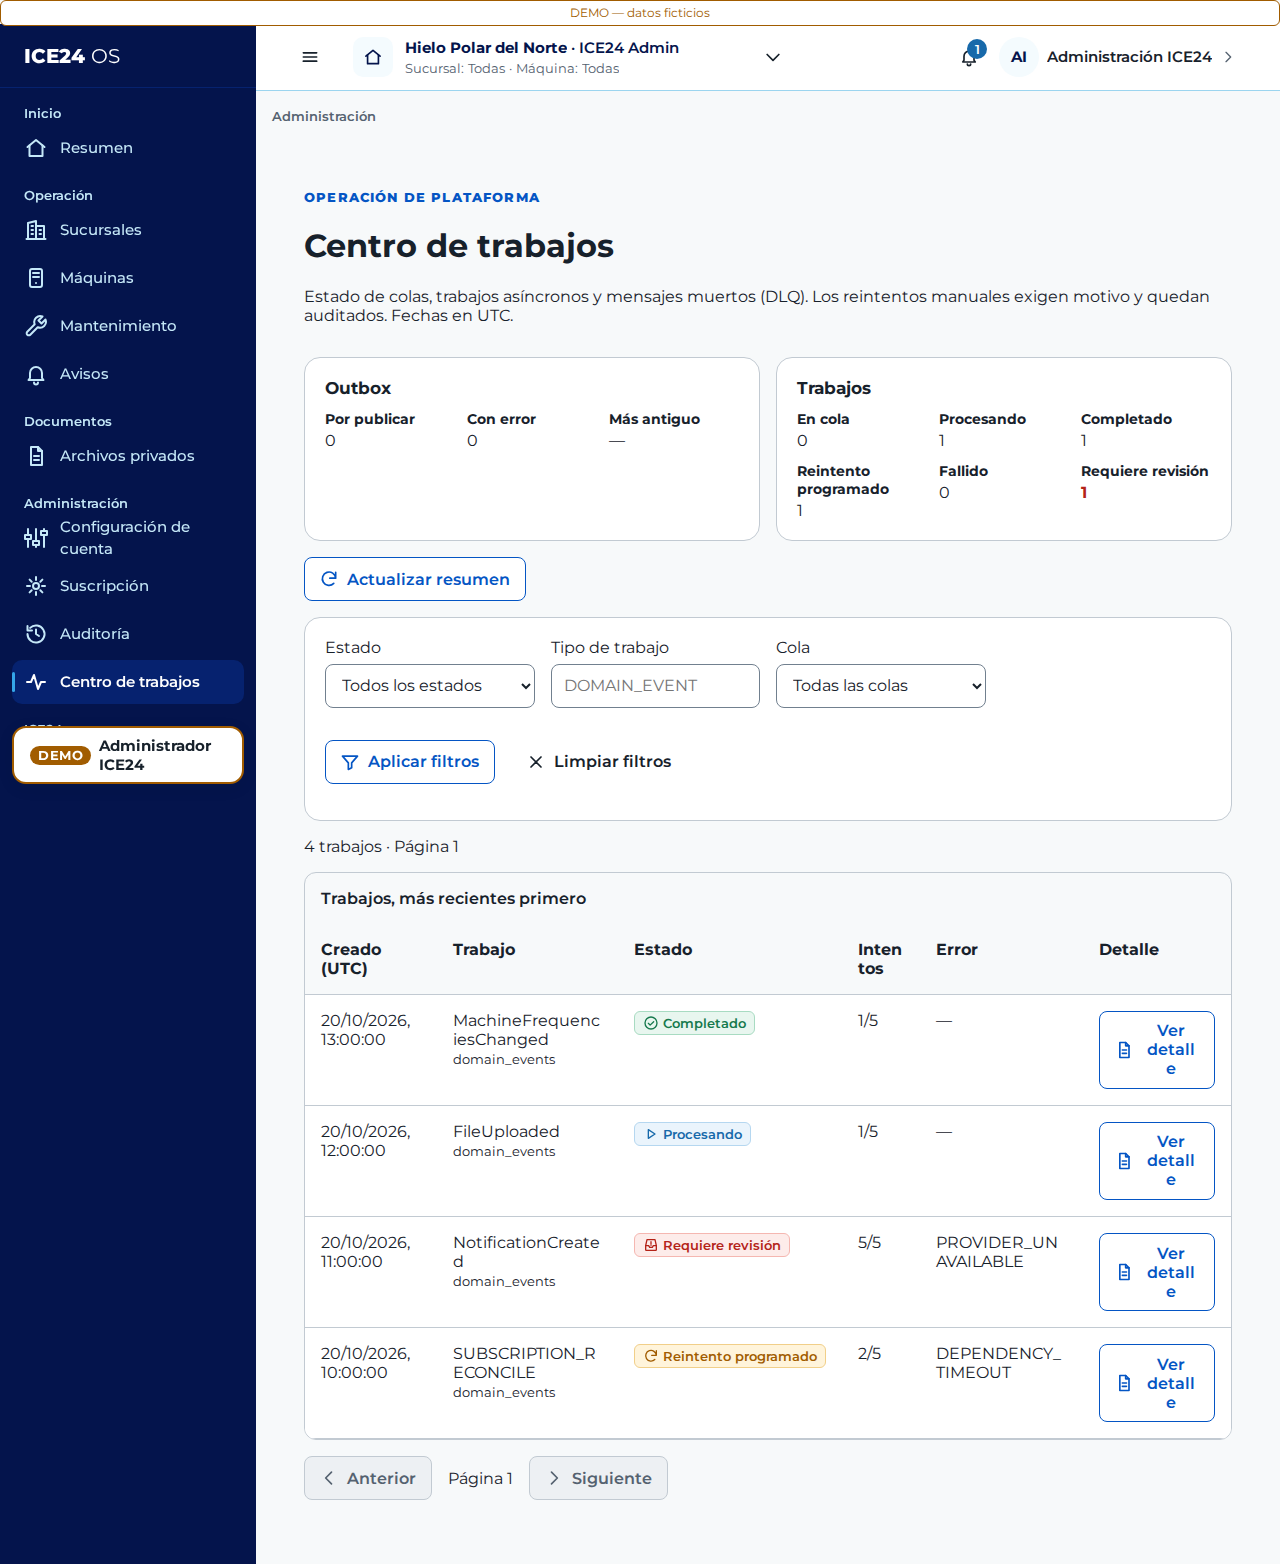 DEMO — datos ficticios
ICE24 OS
Hielo Polar del Norte · ICE24 Admin
Sucursal: Todas · Máquina: Todas
1
AI
Administración ICE24
Inicio
Resumen
Operación
Sucursales
Máquinas
Mantenimiento
Avisos
Documentos
Archivos privados
Administración
Configuración de
cuenta
Suscripción
Auditoría
Centro de trabajos
DEMO
Administrador
ICE24
Administración
OPERACIÓN DE PLATAFORMA
Centro de trabajos
Estado de colas, trabajos asíncronos y mensajes muertos (DLQ). Los reintentos manuales exigen motivo y quedan
auditados. Fechas en UTC.
Outbox
Por publicar
0
Con error
0
Más antiguo
—
Trabajos
En cola
0
Procesando
1
Completado
1
Reintento
programado
1
Fallido
0
Requiere revisión
1
Actualizar resumen
Estado
Todos los estados
Tipo de trabajo
DOMAIN_EVENT
Cola
Todas las colas
Aplicar filtros
Limpiar filtros
4 trabajos · Página 1
Trabajos, más recientes primero
Creado
(UTC)
Trabajo
Estado
Inten
tos
Error
Detalle
20/10/2026,
13:00:00
MachineFrequenc
iesChanged
domain_events
Completado
1/5
—
Ver
detall
e
20/10/2026,
12:00:00
FileUploaded
domain_events
Procesando
1/5
—
Ver
detall
e
20/10/2026,
11:00:00
NotificationCreate
d
domain_events
Requiere revisión
5/5
PROVIDER_UN
AVAILABLE
Ver
detall
e
20/10/2026,
10:00:00
SUBSCRIPTION_R
ECONCILE
domain_events
Reintento programado
2/5
DEPENDENCY_
TIMEOUT
Ver
detall
e
Anterior
Página 1
Siguiente